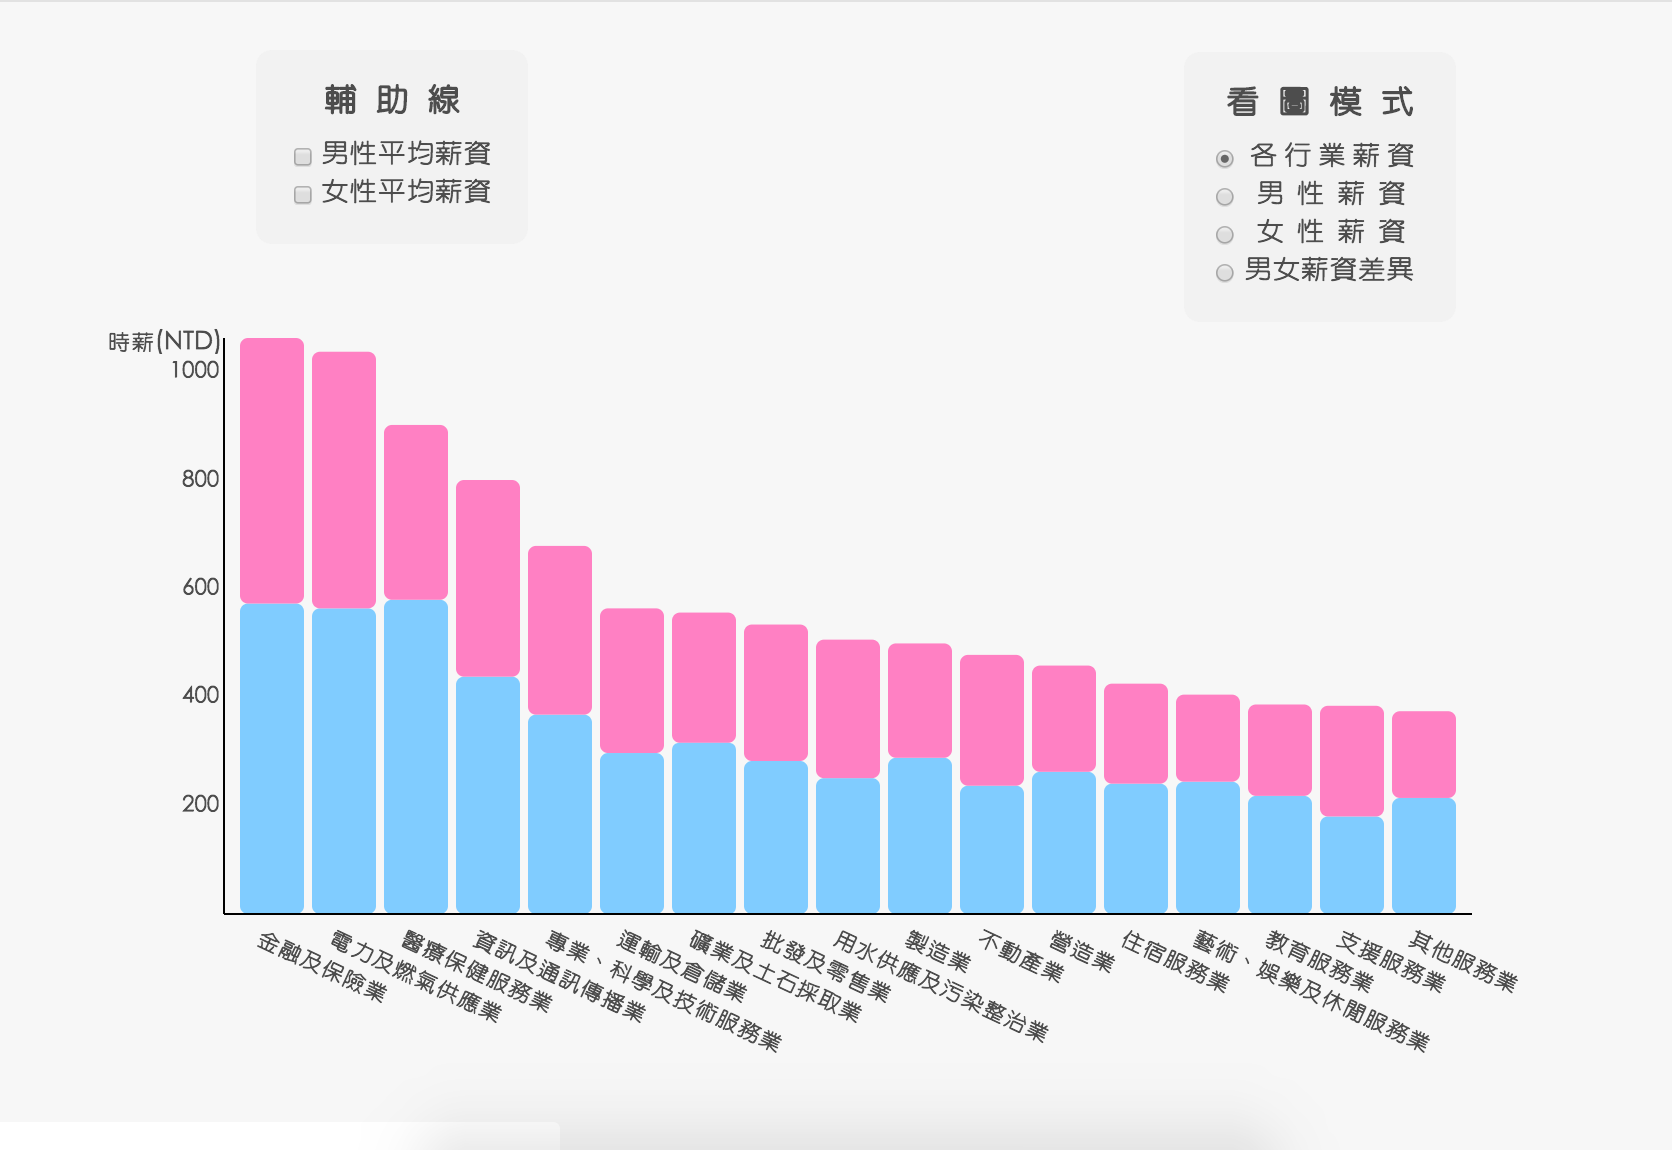 輔助線
男性平均薪資
女性平均薪資
看圖模式
各行業薪資
男性薪資
女性薪資
男女薪資差異
時薪(NTD)
1000
800
600
400
200
金融及保險業
電力及燃氣供應業
醫療保健服務業
資訊及通訊傳播業
專業、科學及技術服務業
運輸及倉儲業
礦業及土石採取業
批發及零售業
用水供應及污染整治業
製造業
不動產業
營造業
住宿服務業
藝術、娛樂及休閒服務業
教育服務業
支援服務業
其他服務業